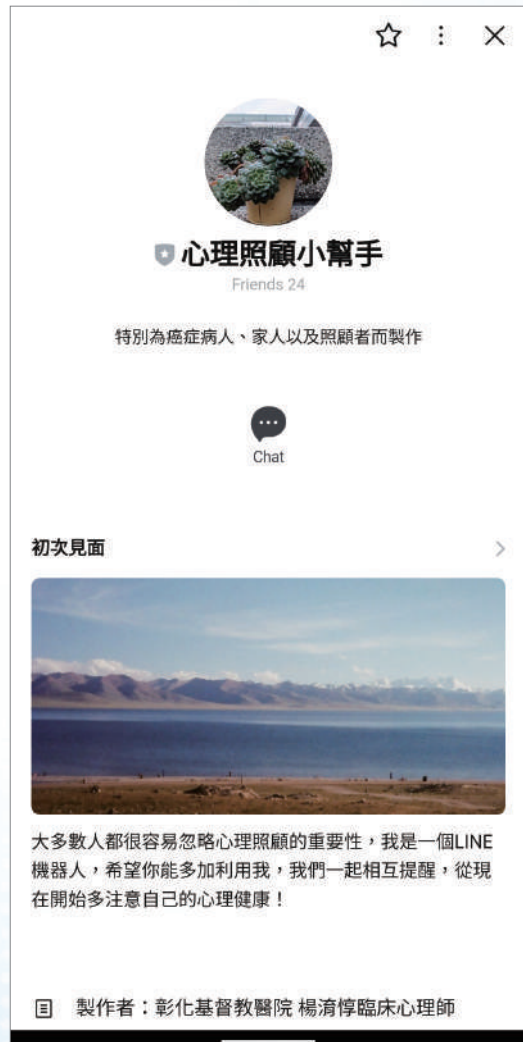 心理照顧小幫手
Friends 24
特別為癌症病人、家人以及照顧者而製作
Chat
初次見面
大多數人都很容易忽略心理照顧的重要性，我是一個LINE
機器人，希望你能多加利用我，我們一起相互提醒，從現
在開始多注意自己的心理健康！
製作者：彰化基督教醫院 楊淯惇臨床心理師